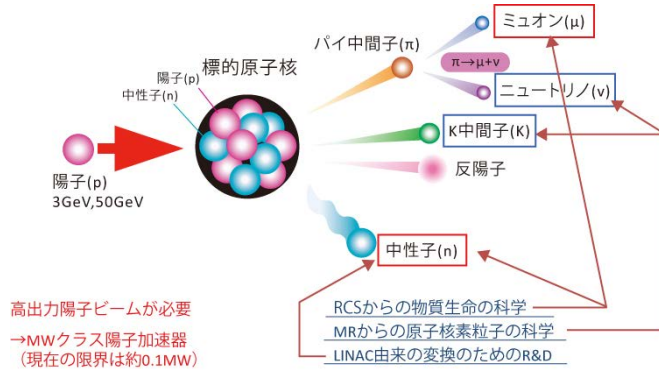 ミュオン(μ)
パイ中間子(π)
標的原子核
π→μ+ν
陽子(p)
中性子(n)
ニュートリノ(ν)
K中間子(K)
反陽子
陽子(p)
3GeV,50GeV
中性子(n)
高出力陽子ビームが必要
→MWクラス陽子加速器
（現在の限界は約0.1MW）
RCSからの物質生命の科学
MRからの原子核素粒子の科学
LINAC由来の変換のためのR&D